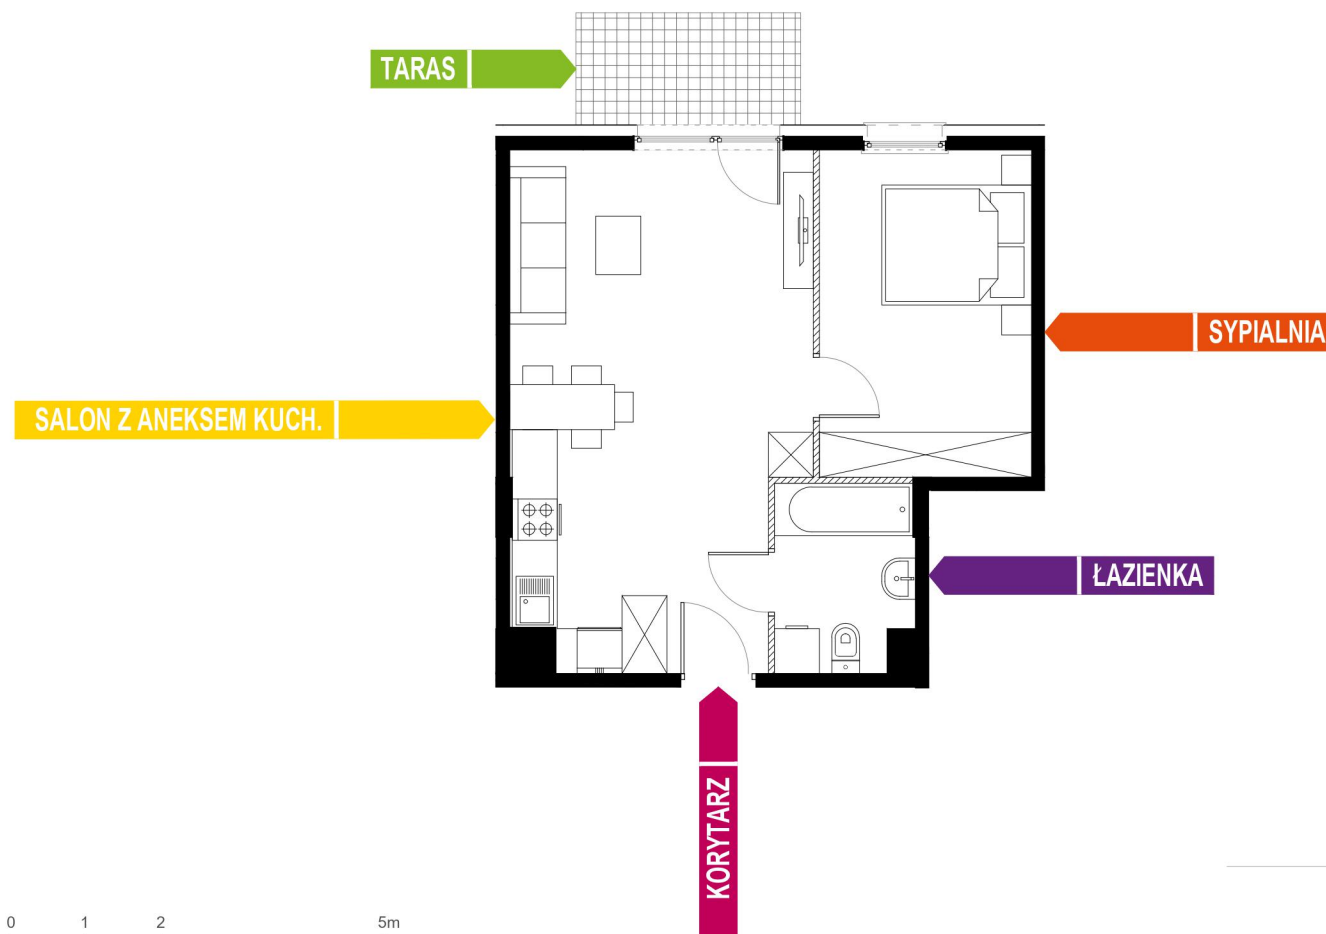 TARAS
SYPIALNIA
SALON Z ANEKSEM KUCH.
ŁAZIENKA
KORYTARZ
0 1 2 5m